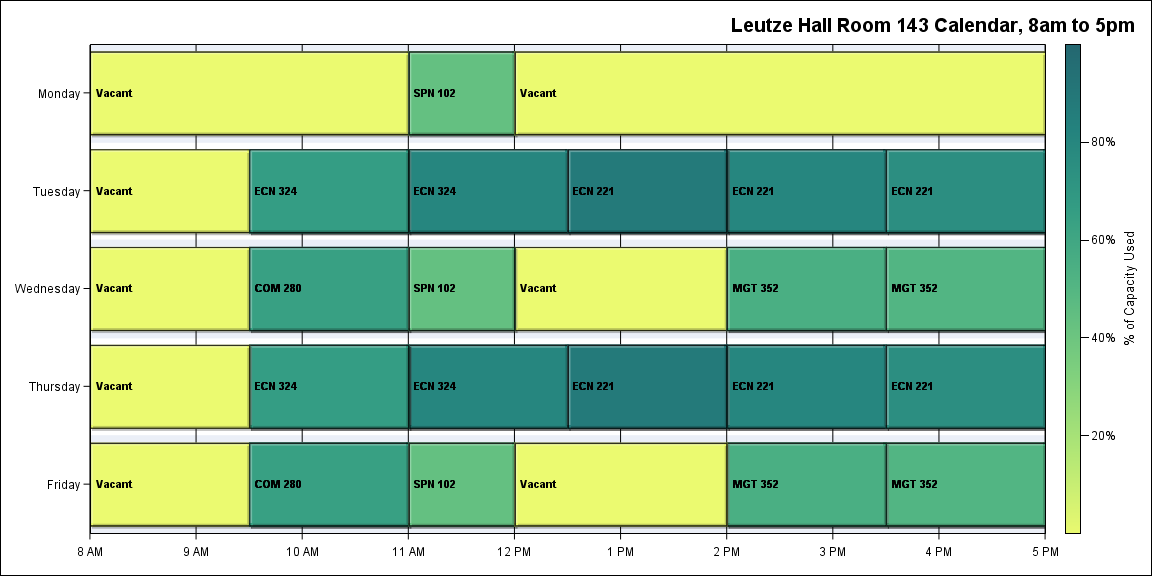 Leutze Hall Room 143 Calendar, 8am to 5pm
Monday
Vacant
SPN 102
Vacant
Tuesday
Vacant
ECN 324
ECN 324
ECN 221
ECN 221
ECN 221
Wednesday
Vacant
COM 280
SPN 102
Vacant
MGT 352
MGT 352
Thursday
Vacant
ECN 324
ECN 324
ECN 221
ECN 221
ECN 221
Friday
Vacant
COM 280
SPN 102
Vacant
MGT 352
MGT 352
8 AM
9 AM
10 AM
11 AM
12 PM
1 PM
2 PM
3 PM
4 PM
5 PM
80%
60%
40%
20%
% of Capacity Used